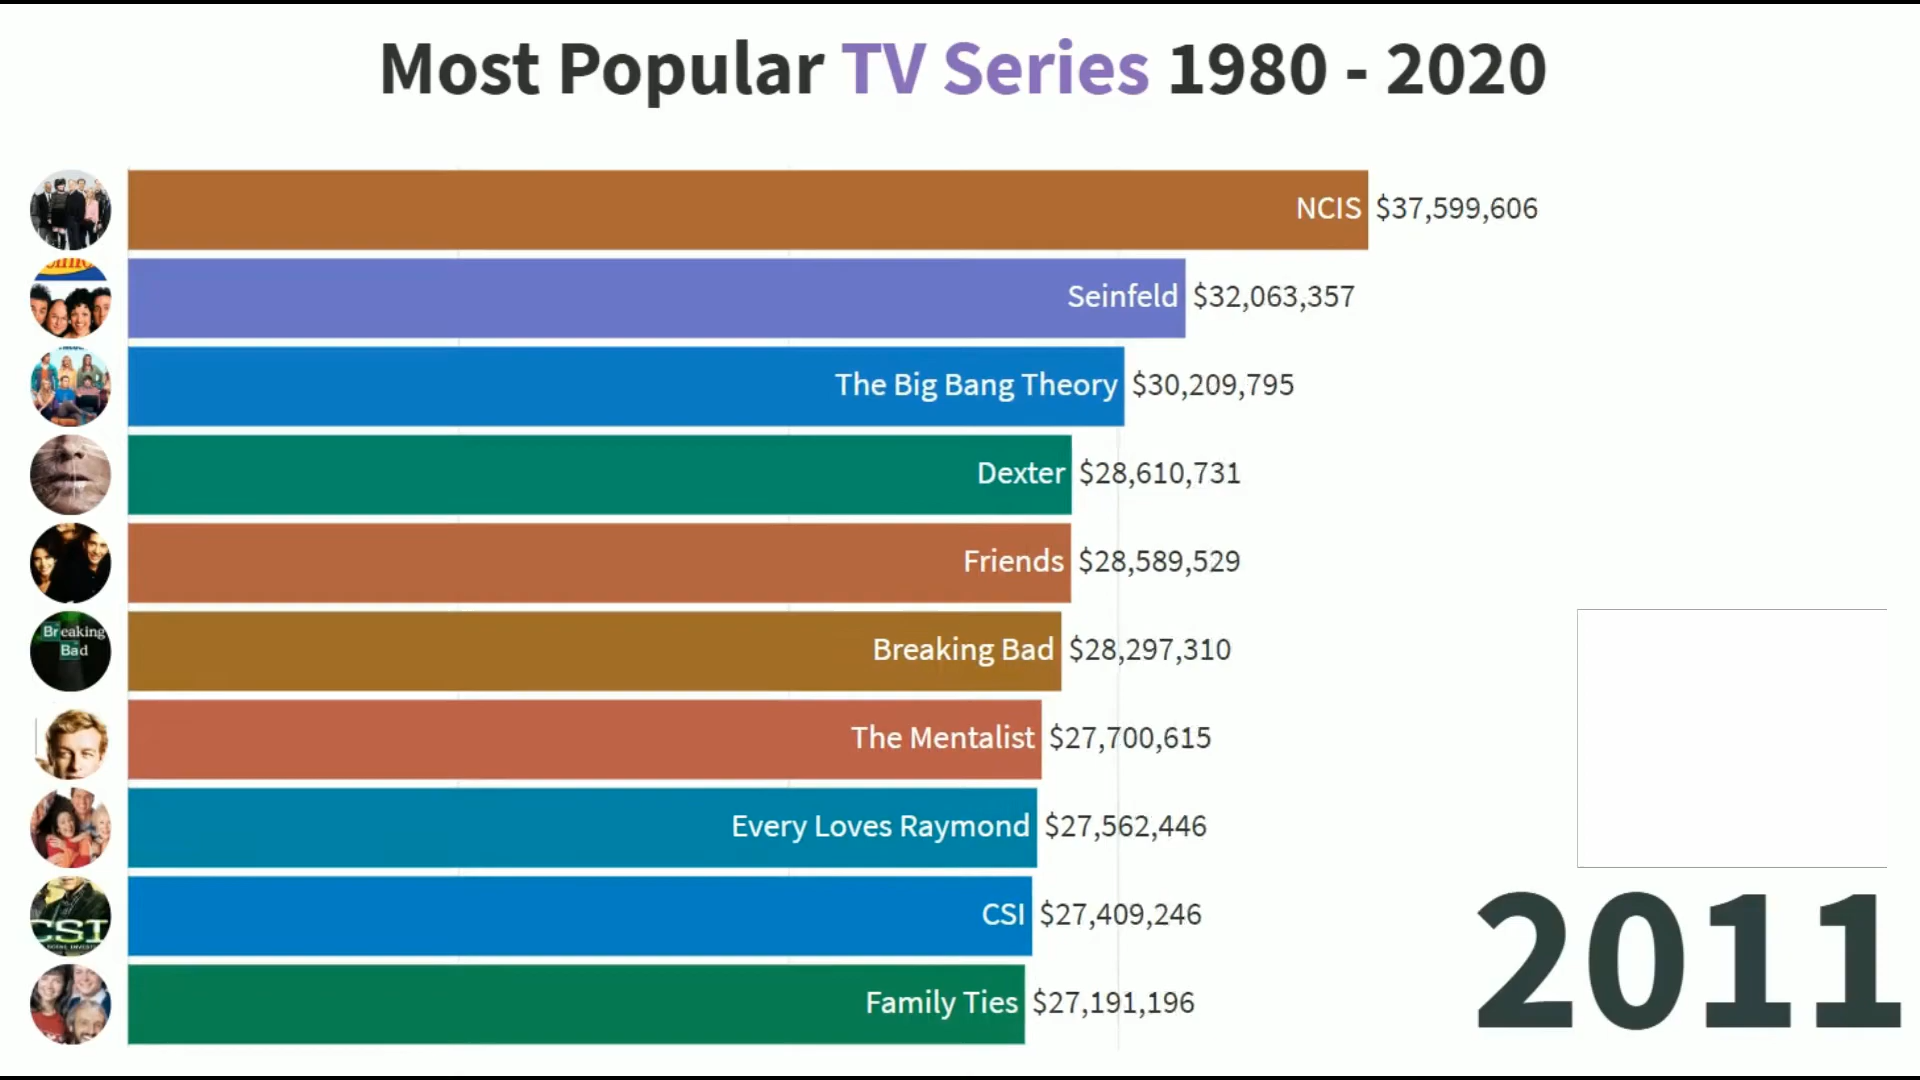 Most Popular TV Series 1980 - 2020
NCIS $37,599,606
Seinfeld $32,063,357
The Big Bang Theory $30,209,795
Dexter $28,610,731
Friends $28,589,529
Breaking Bad
Breaking Bad $28,297,310
The Mentalist $27,700,615
Every Loves Raymond $27,562,446
CSI
CSI $27,409,246
Family Ties $27,191,196
2011